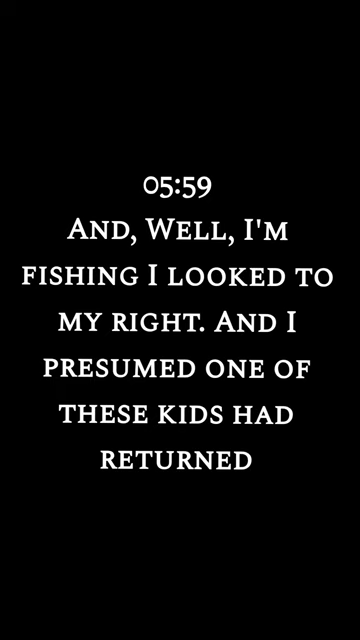 05:59
And, Well, I'm
fishing I looked to
my right. And I
presumed one of
these kids had
returned